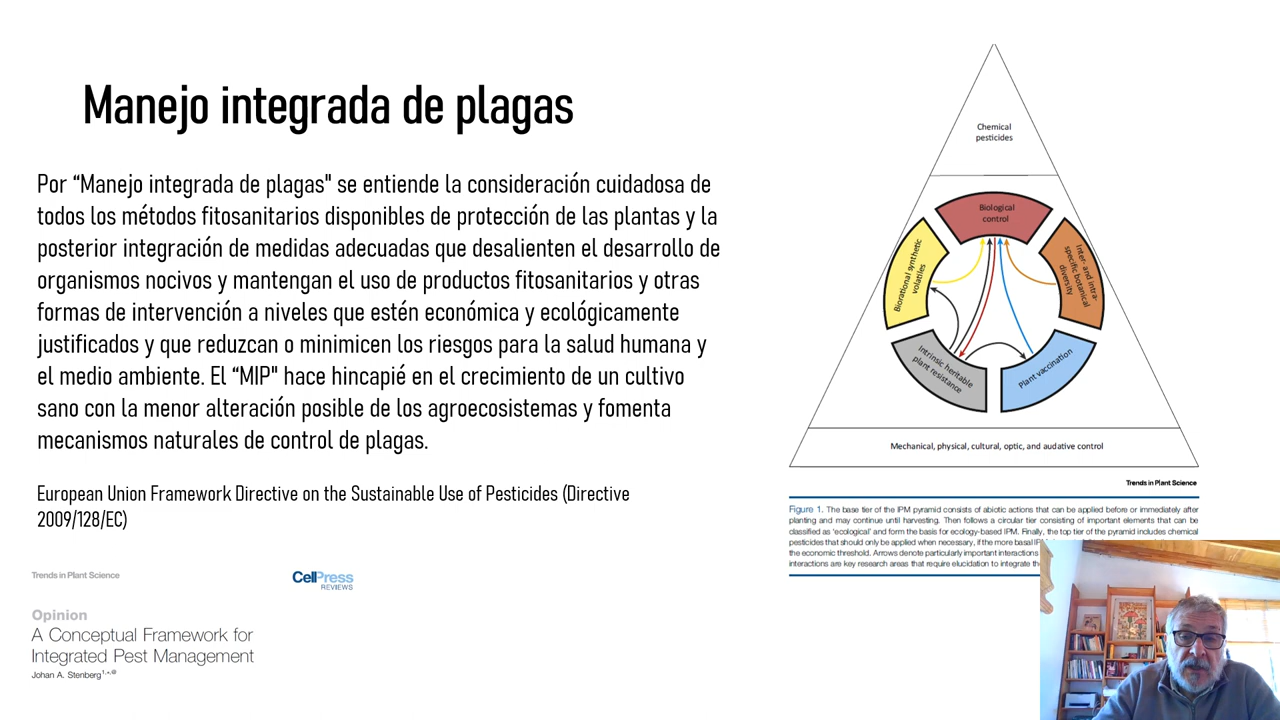 Manejo integrada de plagas
Por “Manejo integrada de plagas" se entiende la consideración cuidadosa de
todos los métodos fitosanitarios disponibles de protección de las plantas y la
posterior integración de medidas adecuadas que desalienten el desarrollo de
organismos nocivos y mantengan el uso de productos fitosanitarios y otras
formas de intervención a niveles que estén económica y ecológicamente
justificados y que reduzcan o minimicen los riesgos para la salud humana y
el medio ambiente. El “MIP" hace hincapié en el crecimiento de un cultivo
sano con la menor alteración posible de los agroecosistemas y fomenta
mecanismos naturales de control de plagas.
European Union Framework Directive on the Sustainable Use of Pesticides (Directive
2009/128/EC)
Trends in Plant Science
CellPress
REVIEWS
Opinion
A Conceptual Framework for
Integrated Pest Management
Johan A. Stenberg1,*,@
Chemical
pesticides
Biological
control
Biorational synthetic
volatiles
Inter- and intra-
specific botanical
diversity
Intrinsic heritable
plant resistance
Plant vaccination
Mechanical, physical, cultural, optic, and audative control
Trends in Plant Science
Figure 1. The base tier of the IPM pyramid consists of abiotic actions that can be applied before or immediately after
planting and may continue until harvesting. Then follows a circular tier consisting of important elements that can be
classified as ‘ecological’ and form the basis for ecology-based IPM. Finally, the top tier of the pyramid includes chemical
pesticides that should only be applied when necessary, if the more basal
the economic threshold. Arrows denote particularly important interactions
interactions are key research areas that require elucidation to integrate